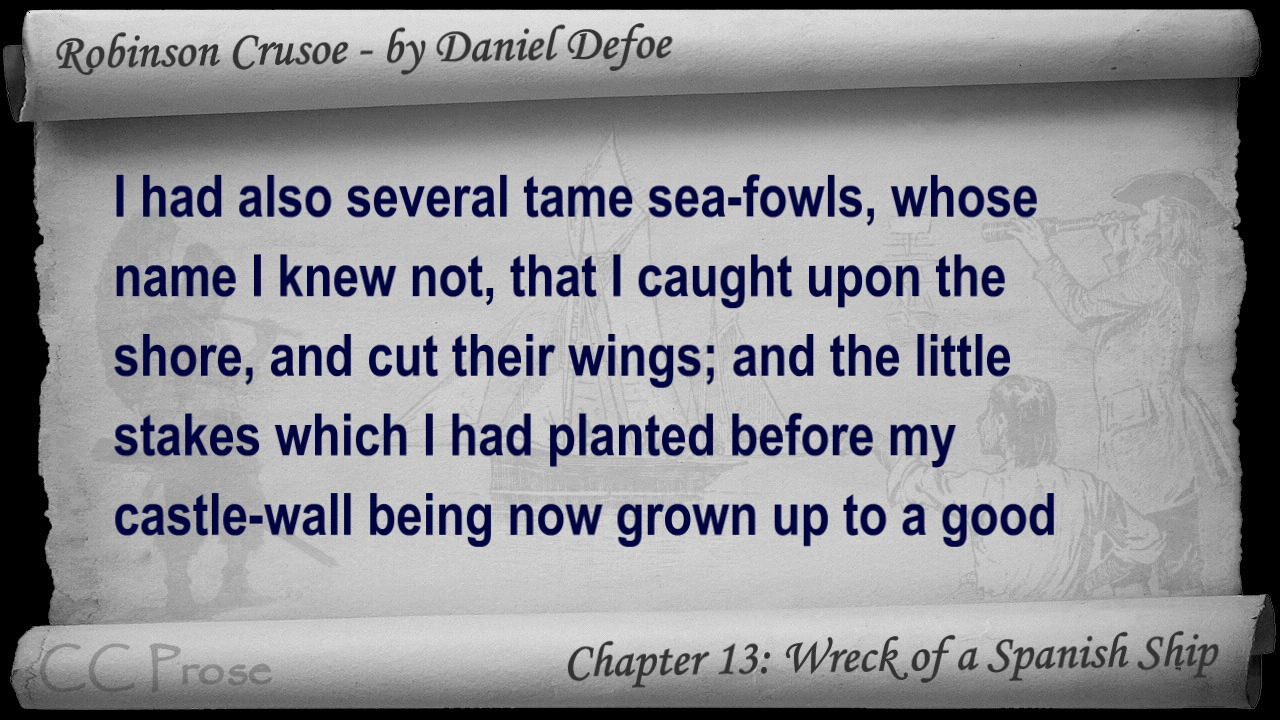 Robinson Crusoe - by Daniel Defoe
I had also several tame sea-fowls, whose
name I knew not, that I caught upon the
shore, and cut their wings; and the little
stakes which I had planted before my
castle-wall being now grown up to a good
CC Prose
Chapter 13: Wreck of a Spanish Ship